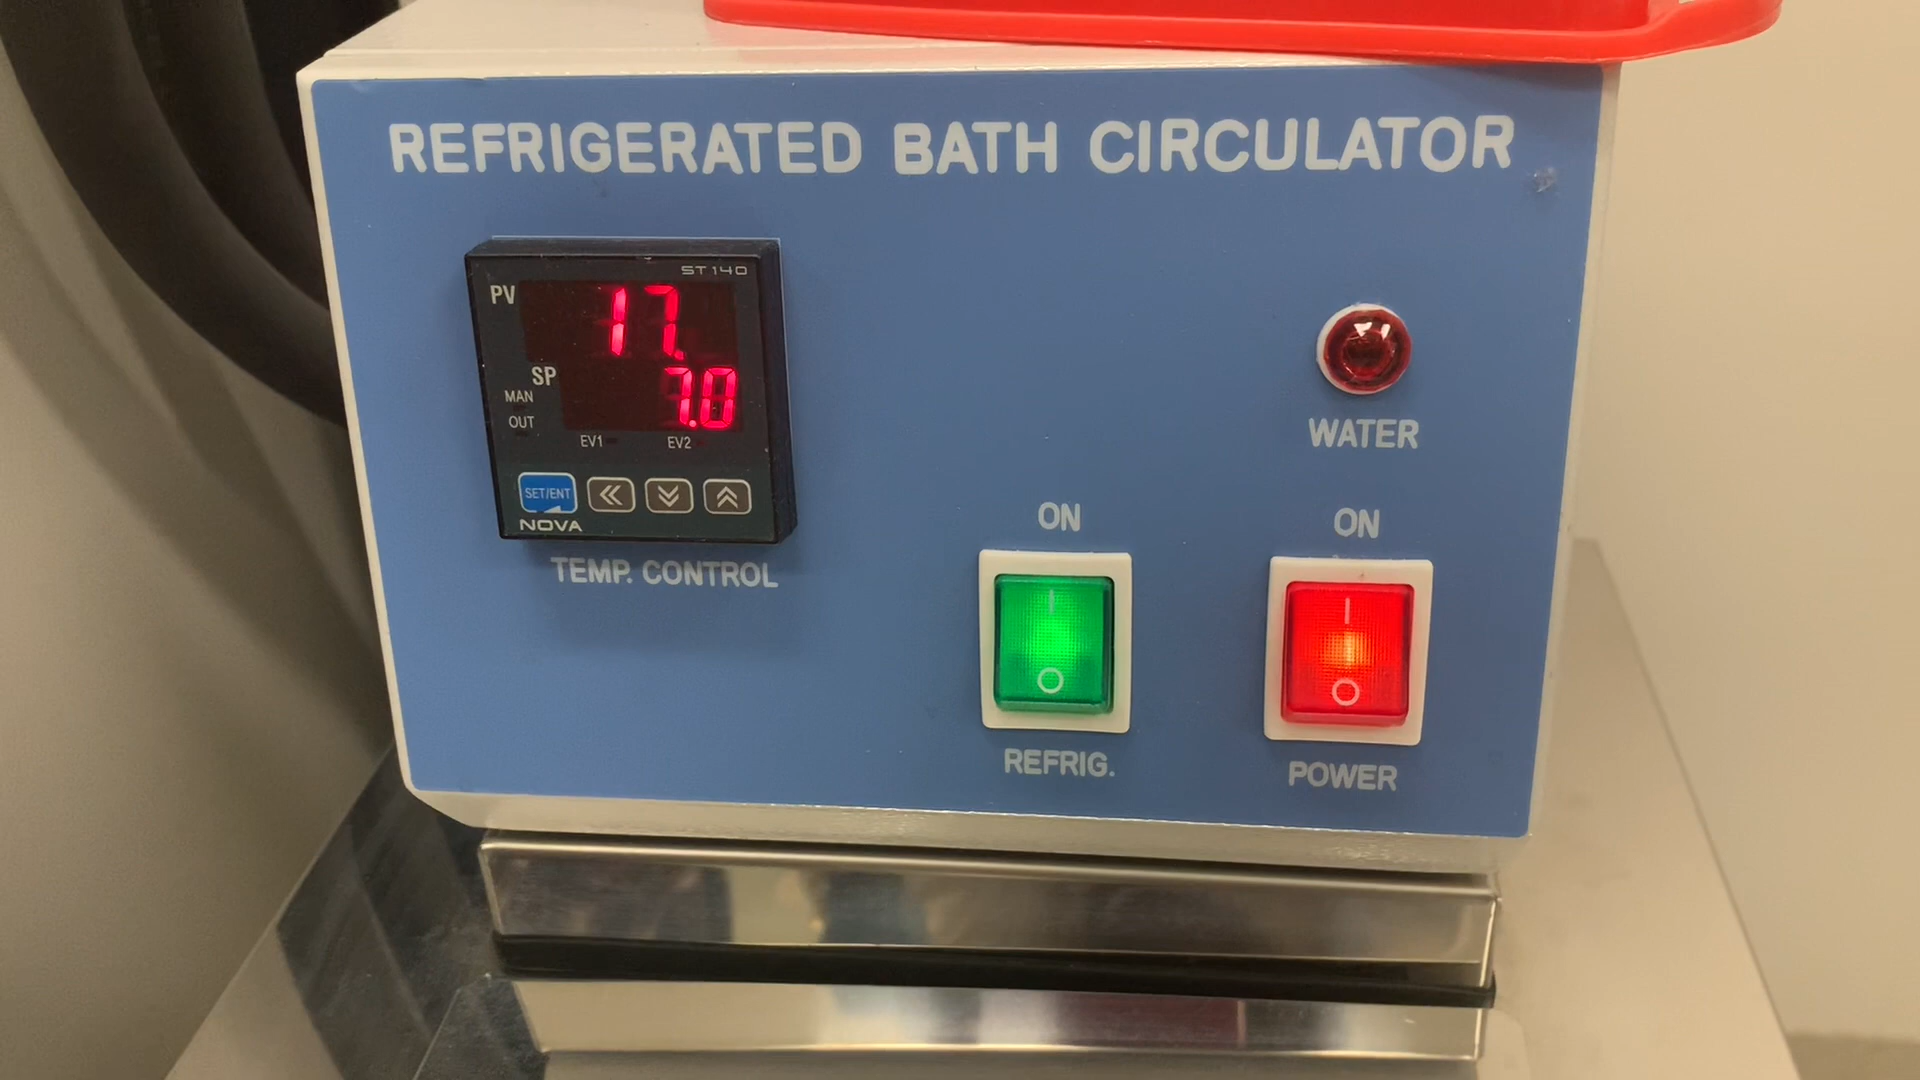 REFRIGERATED BATH CIRCULATOR
ST140
PV
17.
SP
7.0
MAN
OUT
EV1 EV2
SET/ENT
NOVA
TEMP. CONTROL
WATER
ON
ON
REFRIG.
POWER